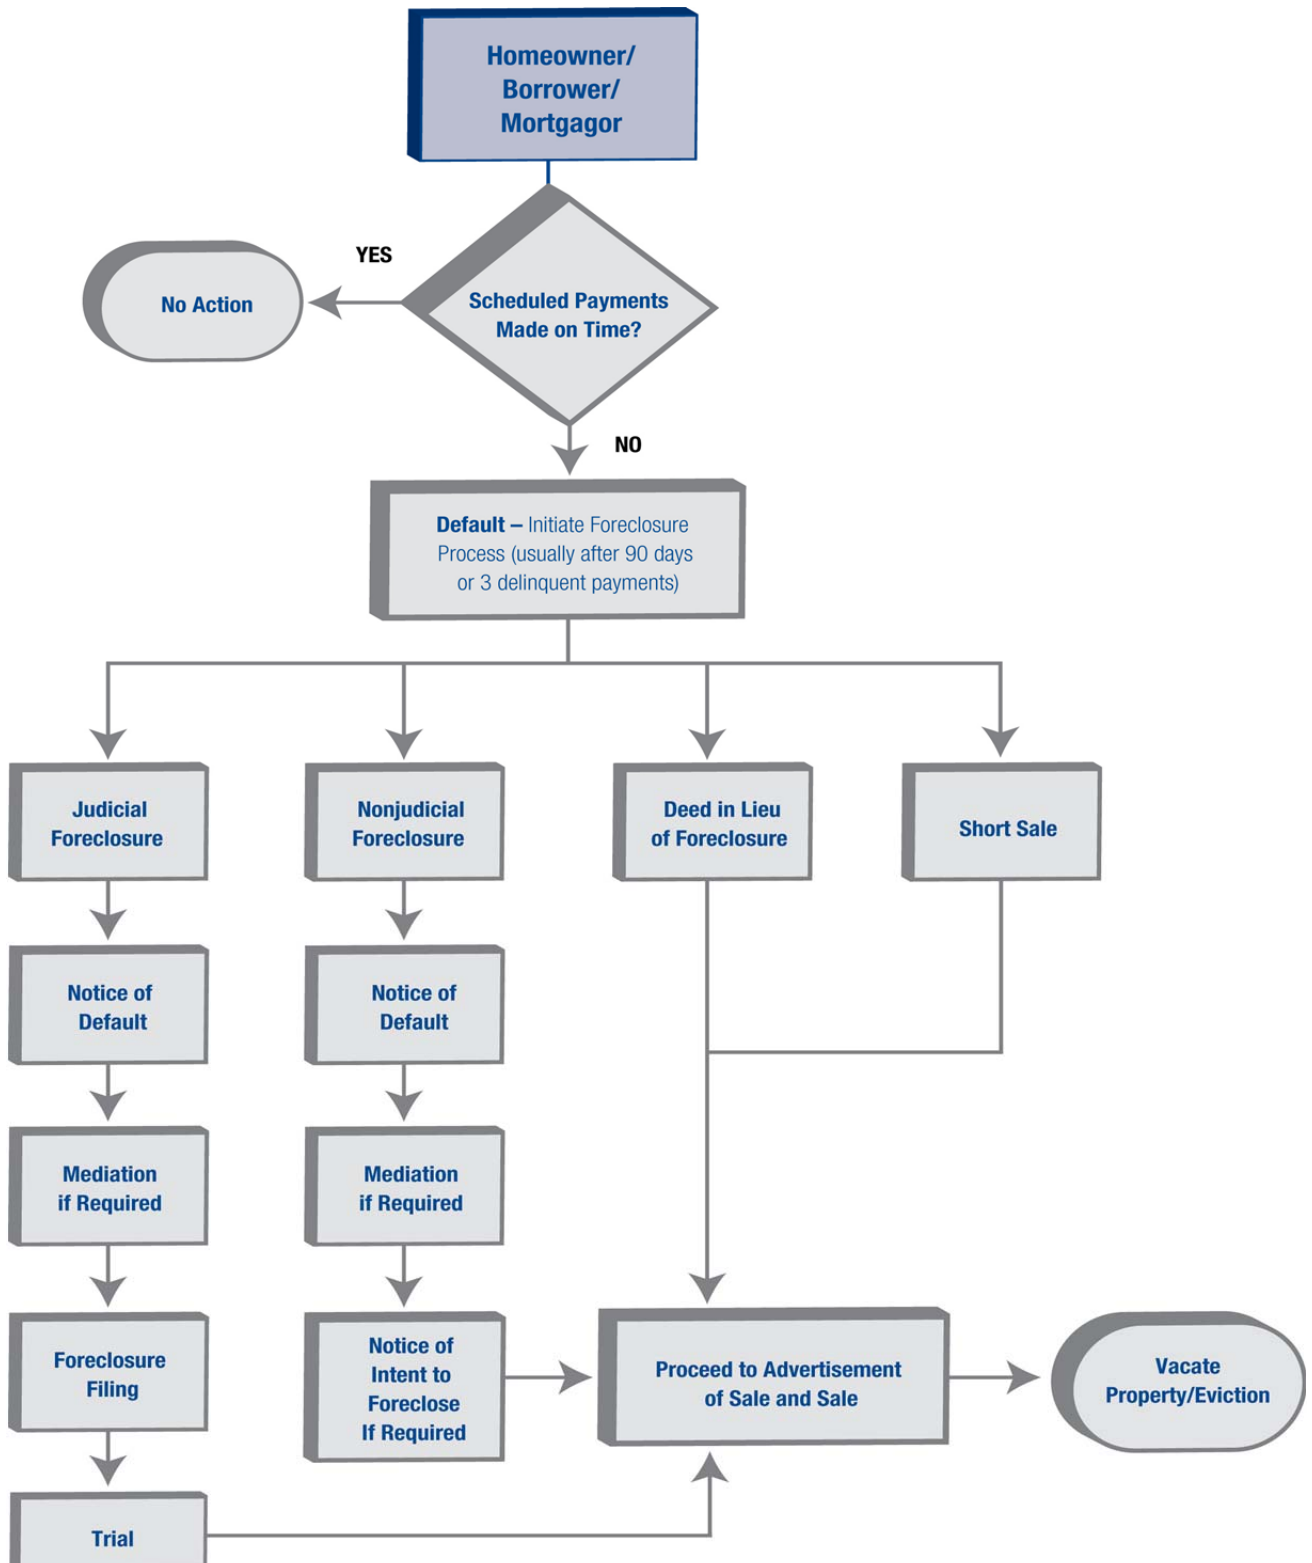 Homeowner/
Borrower/
Mortgagor
YES
No Action
Scheduled Payments
Made on Time?
NO
Default – Initiate Foreclosure
Process (usually after 90 days
or 3 delinquent payments)
Judicial
Foreclosure
Nonjudicial
Foreclosure
Deed in Lieu
of Foreclosure
Short Sale
Notice of
Default
Notice of
Default
Mediation
if Required
Mediation
if Required
Foreclosure
Filing
Notice of
Intent to
Foreclose
If Required
Proceed to Advertisement
of Sale and Sale
Vacate
Property/Eviction
Trial